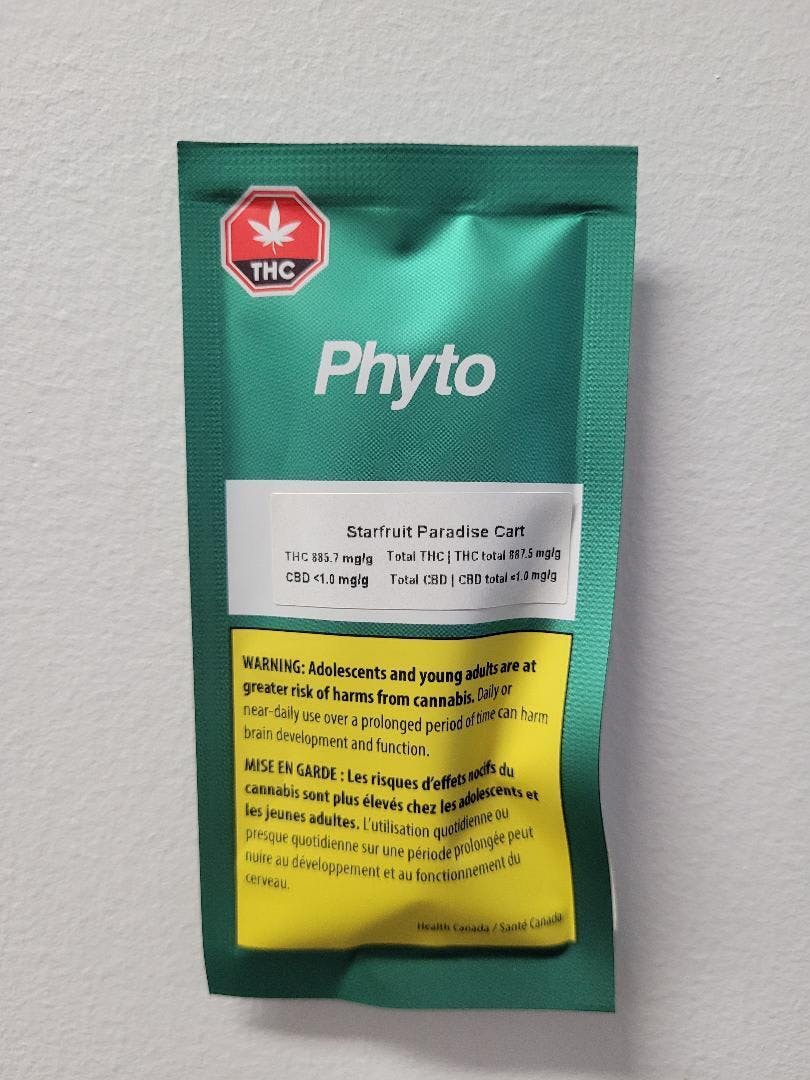 THC
Phyto
Starfruit Paradise Cart
THC 885.7 mg/g Total THC | THC total 887.5 mg/g
CBD <1.0 mg/g Total CBD | CBD total <1.0 mg/g
WARNING: Adolescents and young adults are at
greater risk of harms from cannabis. Daily or
near-daily use over a prolonged period of time can harm
brain development and function.
MISE EN GARDE : Les risques d'effets nocifs du
cannabis sont plus élevés chez les adolescents et
les jeunes adultes. L'utilisation quotidienne ou
presque quotidienne sur une période prolongée peut
nuire au développement et au fonctionnement du
cerveau.
Health Canada / Santé Canada